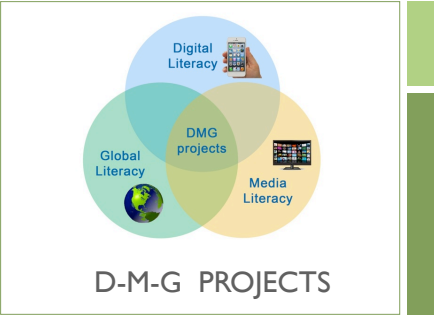 Digital
Literacy
DMG
projects
Global
Literacy
Media
Literacy
D-M-G PROJECTS